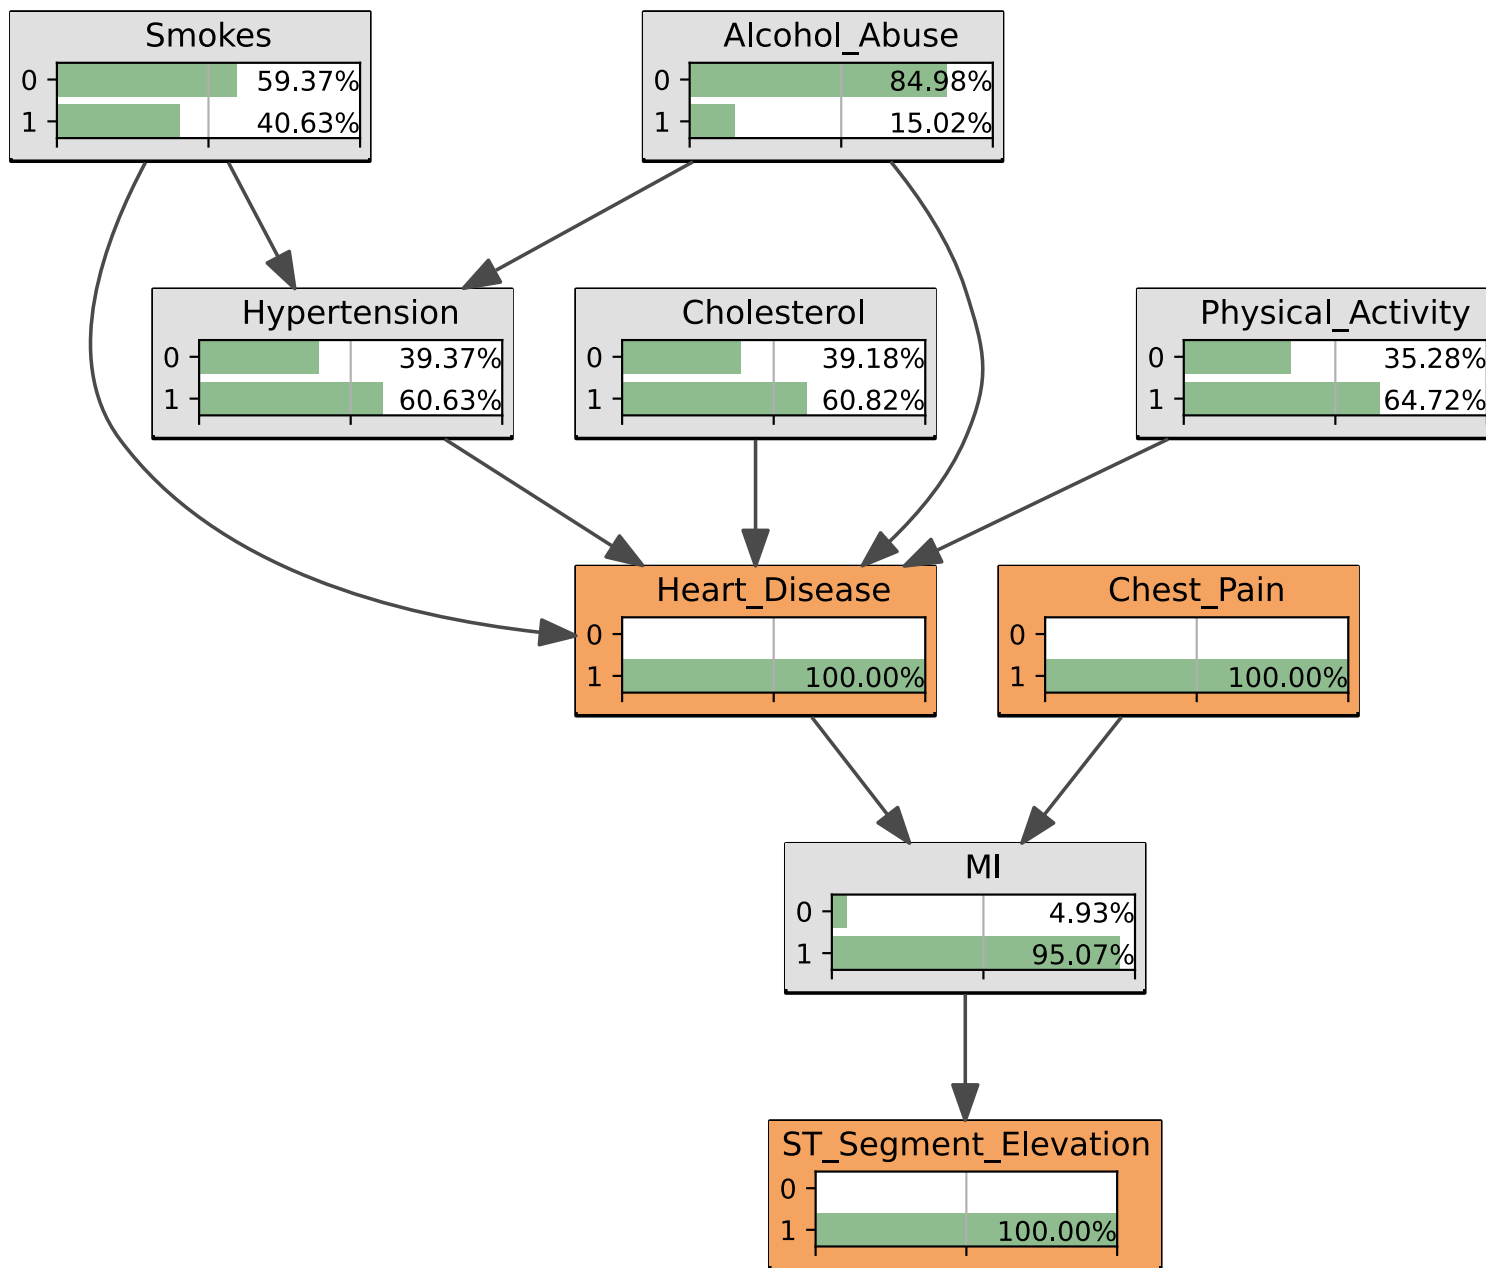 Smokes
0 59.37%
1 40.63%
Alcohol_Abuse
0 84.98%
1 15.02%
Hypertension
0 39.37%
1 60.63%
Cholesterol
0 39.18%
1 60.82%
Physical_Activity
0 35.28%
1 64.72%
Heart_Disease
0
1 100.00%
Chest_Pain
0
1 100.00%
MI
0 4.93%
1 95.07%
ST_Segment_Elevation
0
1 100.00%